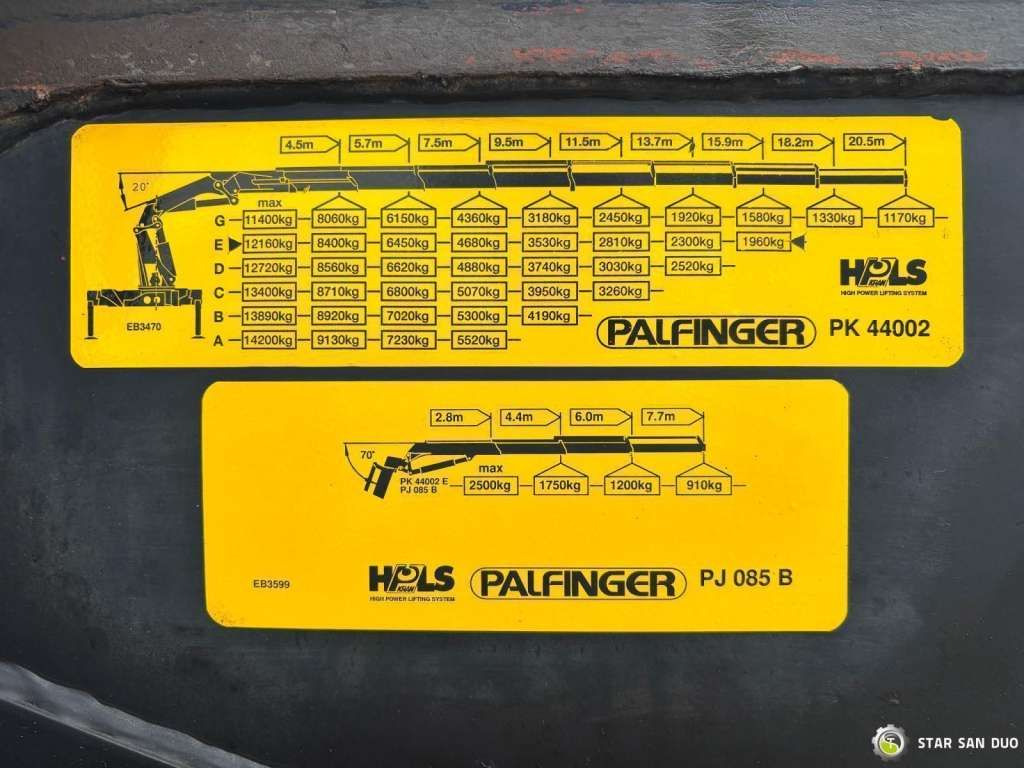 4.5m 5.7m 7.5m 9.5m 11.5m 13.7m 15.9m 18.2m 20.5m
20°
max
G 11400kg 8060kg 6150kg 4360kg 3180kg 2450kg 1920kg 1580kg 1330kg 1170kg
E 12160kg 8400kg 6450kg 4680kg 3530kg 2810kg 2300kg 1960kg
D 12720kg 8560kg 6620kg 4880kg 3740kg 3030kg 2520kg
C 13400kg 8710kg 6800kg 5070kg 3950kg 3260kg
B 13890kg 8920kg 7020kg 5300kg 4190kg
A 14200kg 9130kg 7230kg 5520kg
EB3470
HPLS
KRAN
HIGH POWER LIFTING SYSTEM
PALFINGER PK 44002
2.8m 4.4m 6.0m 7.7m
70°
max
PK 44002 E
PJ 085 B
2500kg 1750kg 1200kg 910kg
EB3599
HPLS
KRAN
HIGH POWER LIFTING SYSTEM
PALFINGER PJ 085 B
STAR SAN DUO